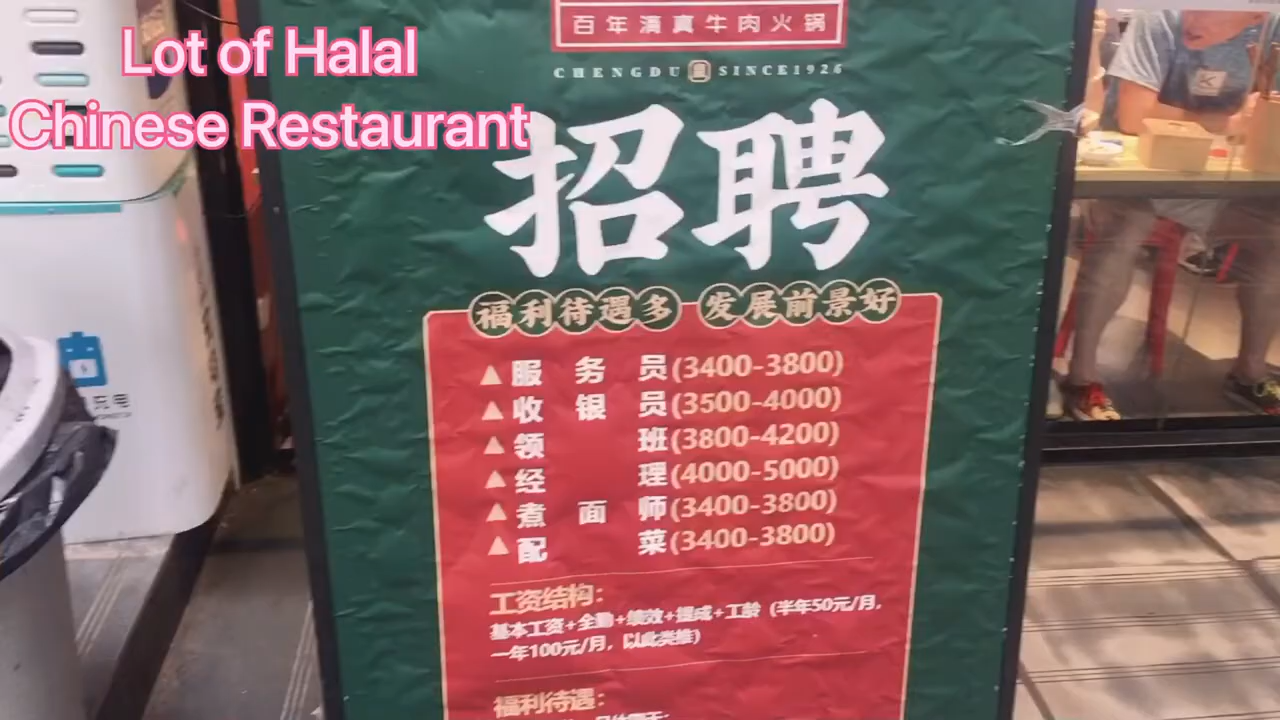 Lot of Halal
Chinese Restaurant
百年清真牛肉火锅
CHENGDU SINCE1926
招聘
福利待遇多 发展前景好
▲服务员(3400-3800)
▲收银员(3500-4000)
▲领班(3800-4200)
▲经理(4000-5000)
▲煮面师(3400-3800)
▲配菜(3400-3800)
工资结构：
基本工资+全勤+绩效+提成+工龄（半年50元/月，
一年100元/月，以此类推）
福利待遇：
充电